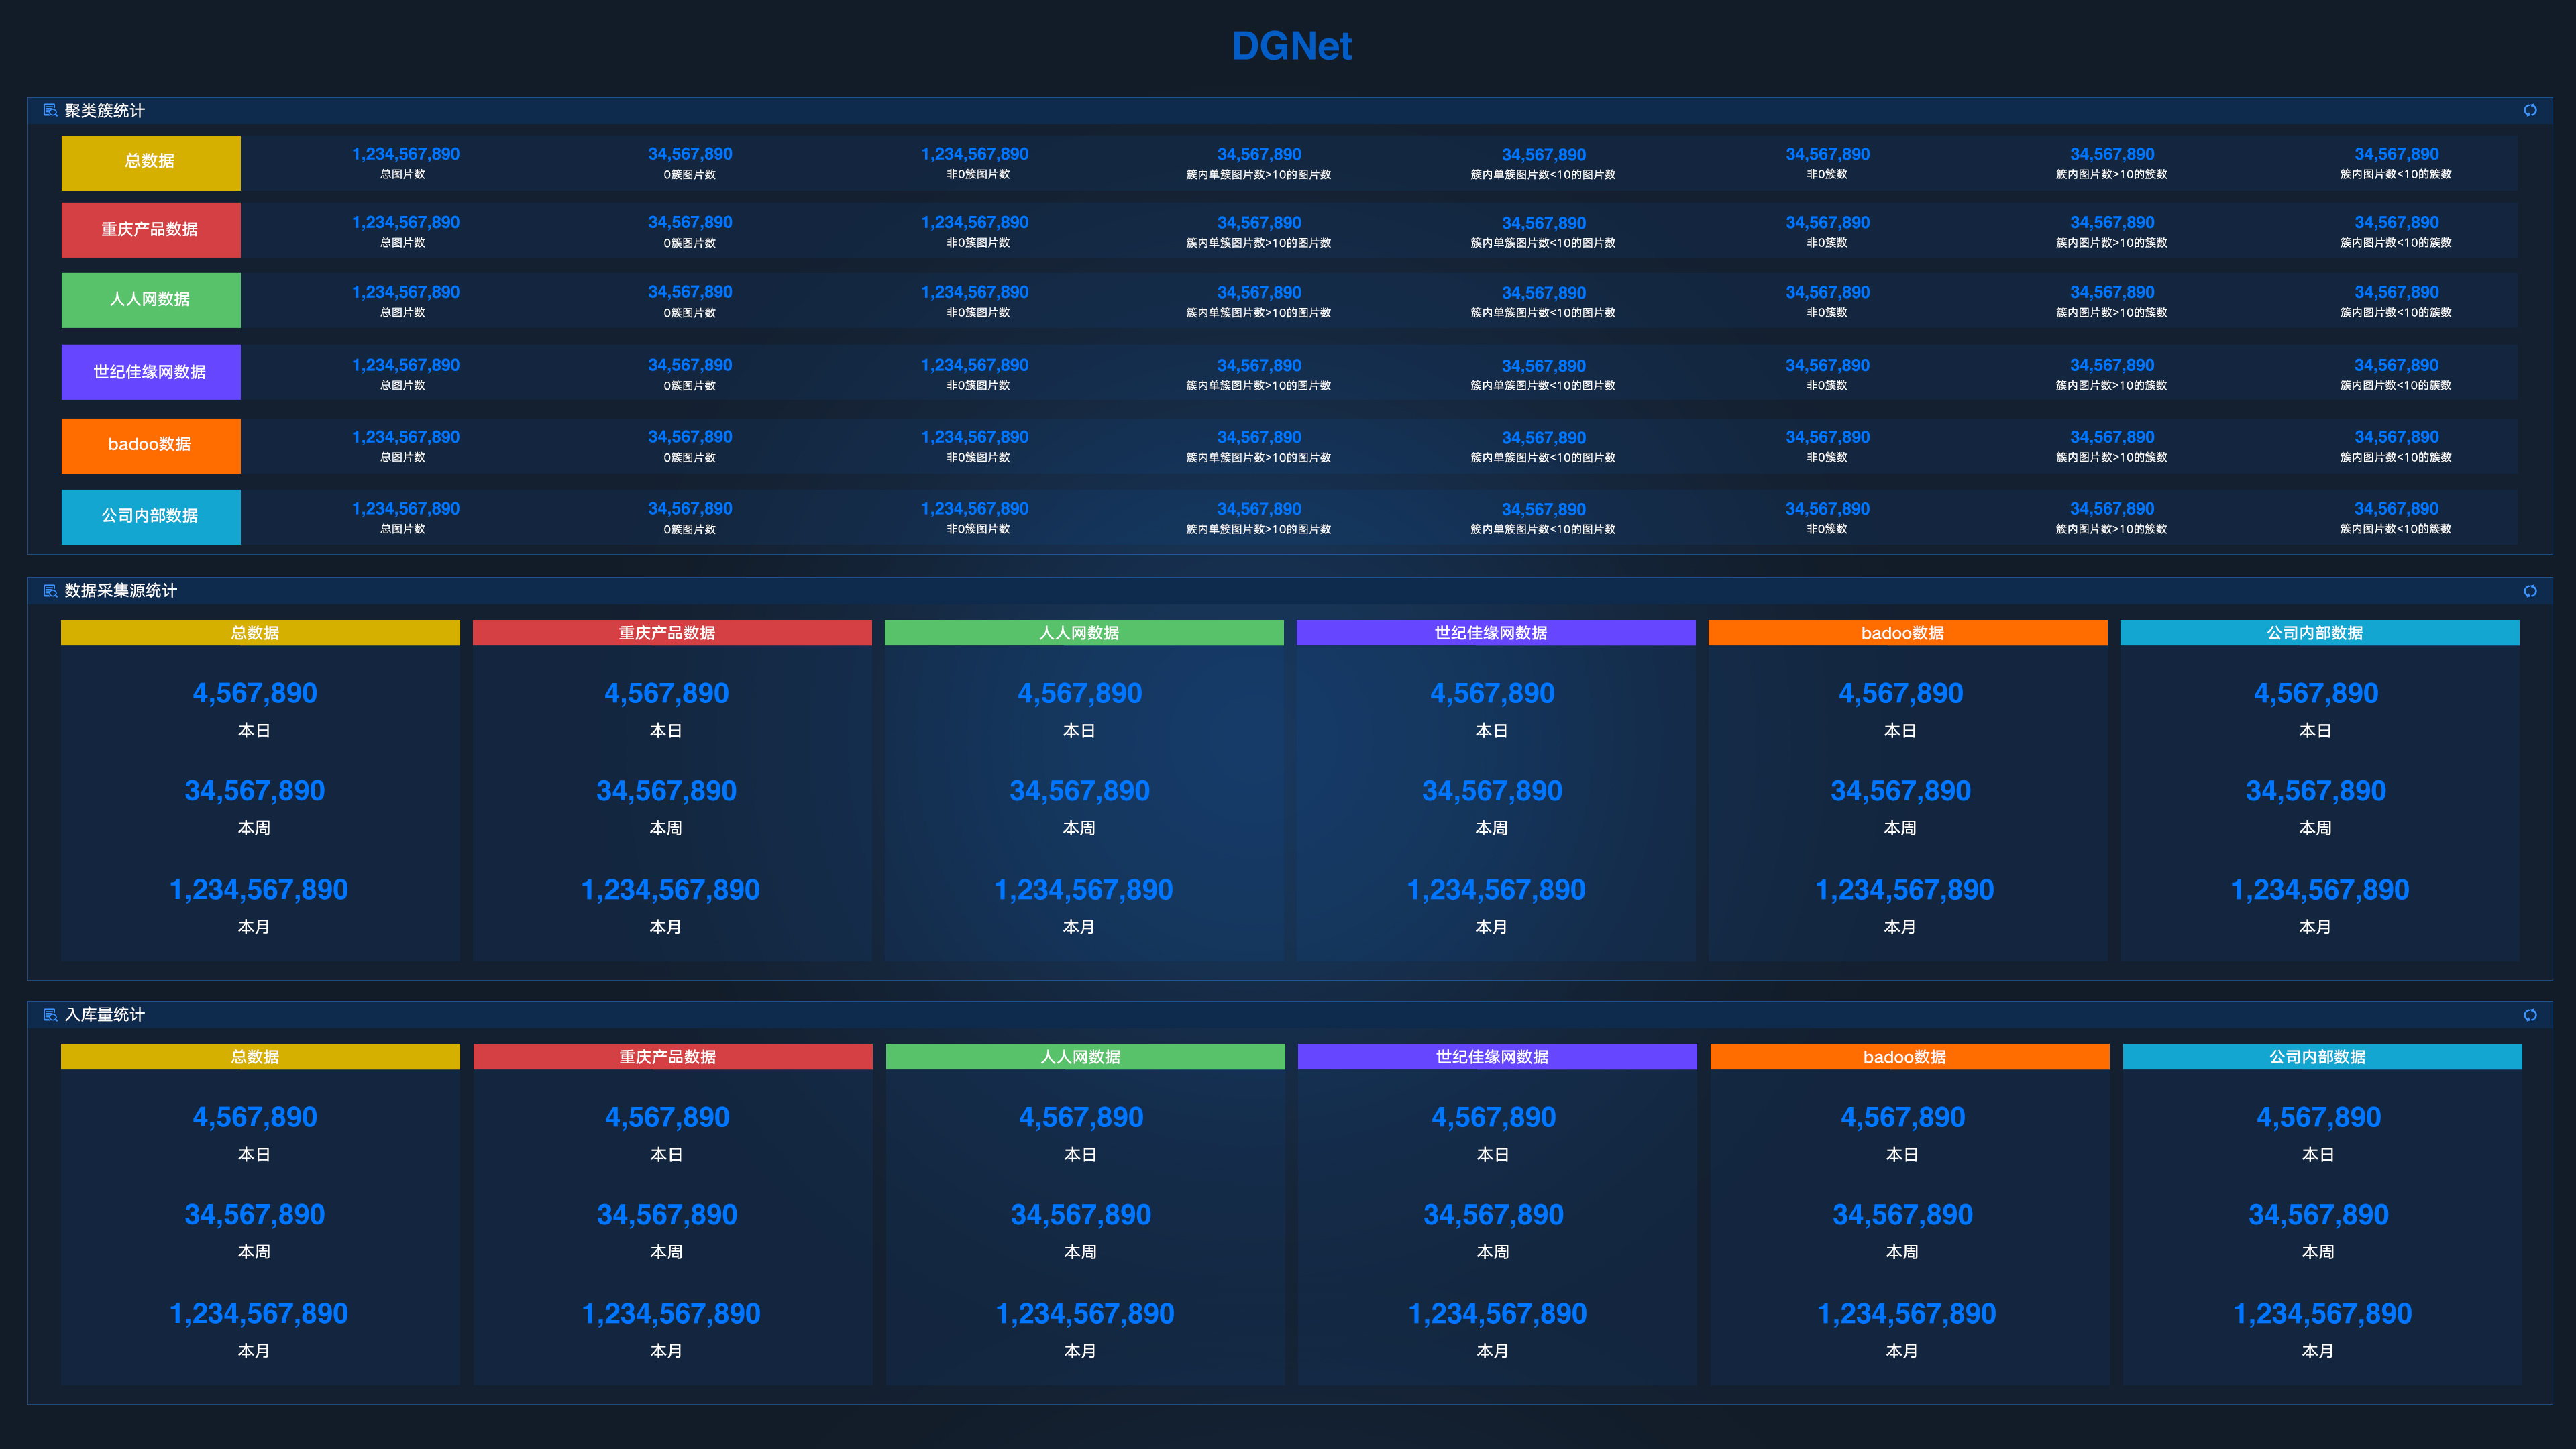 DGNet
聚类簇统计
总数据 1,234,567,890 34,567,890 1,234,567,890 34,567,890 34,567,890 34,567,890 34,567,890 34,567,890
总图片数 0簇图片数 非0簇图片数 簇内单簇图片数>10的图片数 簇内单簇图片数<10的图片数 非0簇数 簇内图片数>10的簇数 簇内图片数<10的簇数
重庆产品数据 1,234,567,890 34,567,890 1,234,567,890 34,567,890 34,567,890 34,567,890 34,567,890 34,567,890
总图片数 0簇图片数 非0簇图片数 簇内单簇图片数>10的图片数 簇内单簇图片数<10的图片数 非0簇数 簇内图片数>10的簇数 簇内图片数<10的簇数
人人网数据 1,234,567,890 34,567,890 1,234,567,890 34,567,890 34,567,890 34,567,890 34,567,890 34,567,890
总图片数 0簇图片数 非0簇图片数 簇内单簇图片数>10的图片数 簇内单簇图片数<10的图片数 非0簇数 簇内图片数>10的簇数 簇内图片数<10的簇数
世纪佳缘网数据 1,234,567,890 34,567,890 1,234,567,890 34,567,890 34,567,890 34,567,890 34,567,890 34,567,890
总图片数 0簇图片数 非0簇图片数 簇内单簇图片数>10的图片数 簇内单簇图片数<10的图片数 非0簇数 簇内图片数>10的簇数 簇内图片数<10的簇数
badoo数据 1,234,567,890 34,567,890 1,234,567,890 34,567,890 34,567,890 34,567,890 34,567,890 34,567,890
总图片数 0簇图片数 非0簇图片数 簇内单簇图片数>10的图片数 簇内单簇图片数<10的图片数 非0簇数 簇内图片数>10的簇数 簇内图片数<10的簇数
公司内部数据 1,234,567,890 34,567,890 1,234,567,890 34,567,890 34,567,890 34,567,890 34,567,890 34,567,890
总图片数 0簇图片数 非0簇图片数 簇内单簇图片数>10的图片数 簇内单簇图片数<10的图片数 非0簇数 簇内图片数>10的簇数 簇内图片数<10的簇数
数据采集源统计
总数据 重庆产品数据 人人网数据 世纪佳缘网数据 badoo数据 公司内部数据
4,567,890 4,567,890 4,567,890 4,567,890 4,567,890 4,567,890
本日 本日 本日 本日 本日 本日
34,567,890 34,567,890 34,567,890 34,567,890 34,567,890 34,567,890
本周 本周 本周 本周 本周 本周
1,234,567,890 1,234,567,890 1,234,567,890 1,234,567,890 1,234,567,890 1,234,567,890
本月 本月 本月 本月 本月 本月
入库量统计
总数据 重庆产品数据 人人网数据 世纪佳缘网数据 badoo数据 公司内部数据
4,567,890 4,567,890 4,567,890 4,567,890 4,567,890 4,567,890
本日 本日 本日 本日 本日 本日
34,567,890 34,567,890 34,567,890 34,567,890 34,567,890 34,567,890
本周 本周 本周 本周 本周 本周
1,234,567,890 1,234,567,890 1,234,567,890 1,234,567,890 1,234,567,890 1,234,567,890
本月 本月 本月 本月 本月 本月